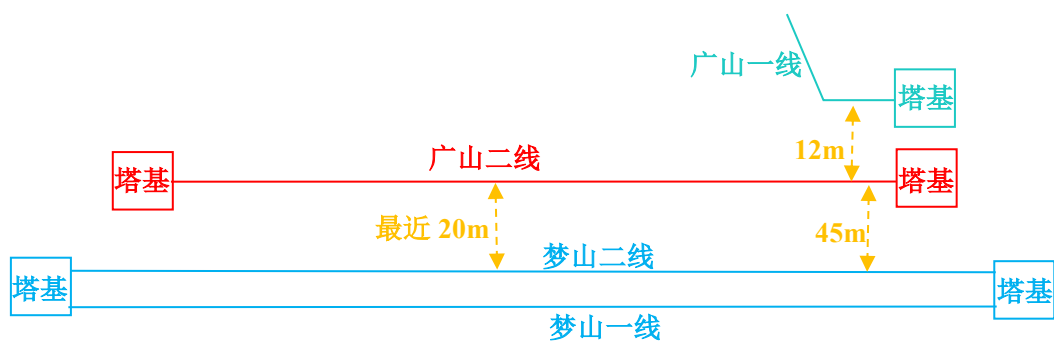 广山一线
塔基
12m
广山二线
塔基
塔基
最近 20m
45m
梦山二线
塔基
塔基
梦山一线